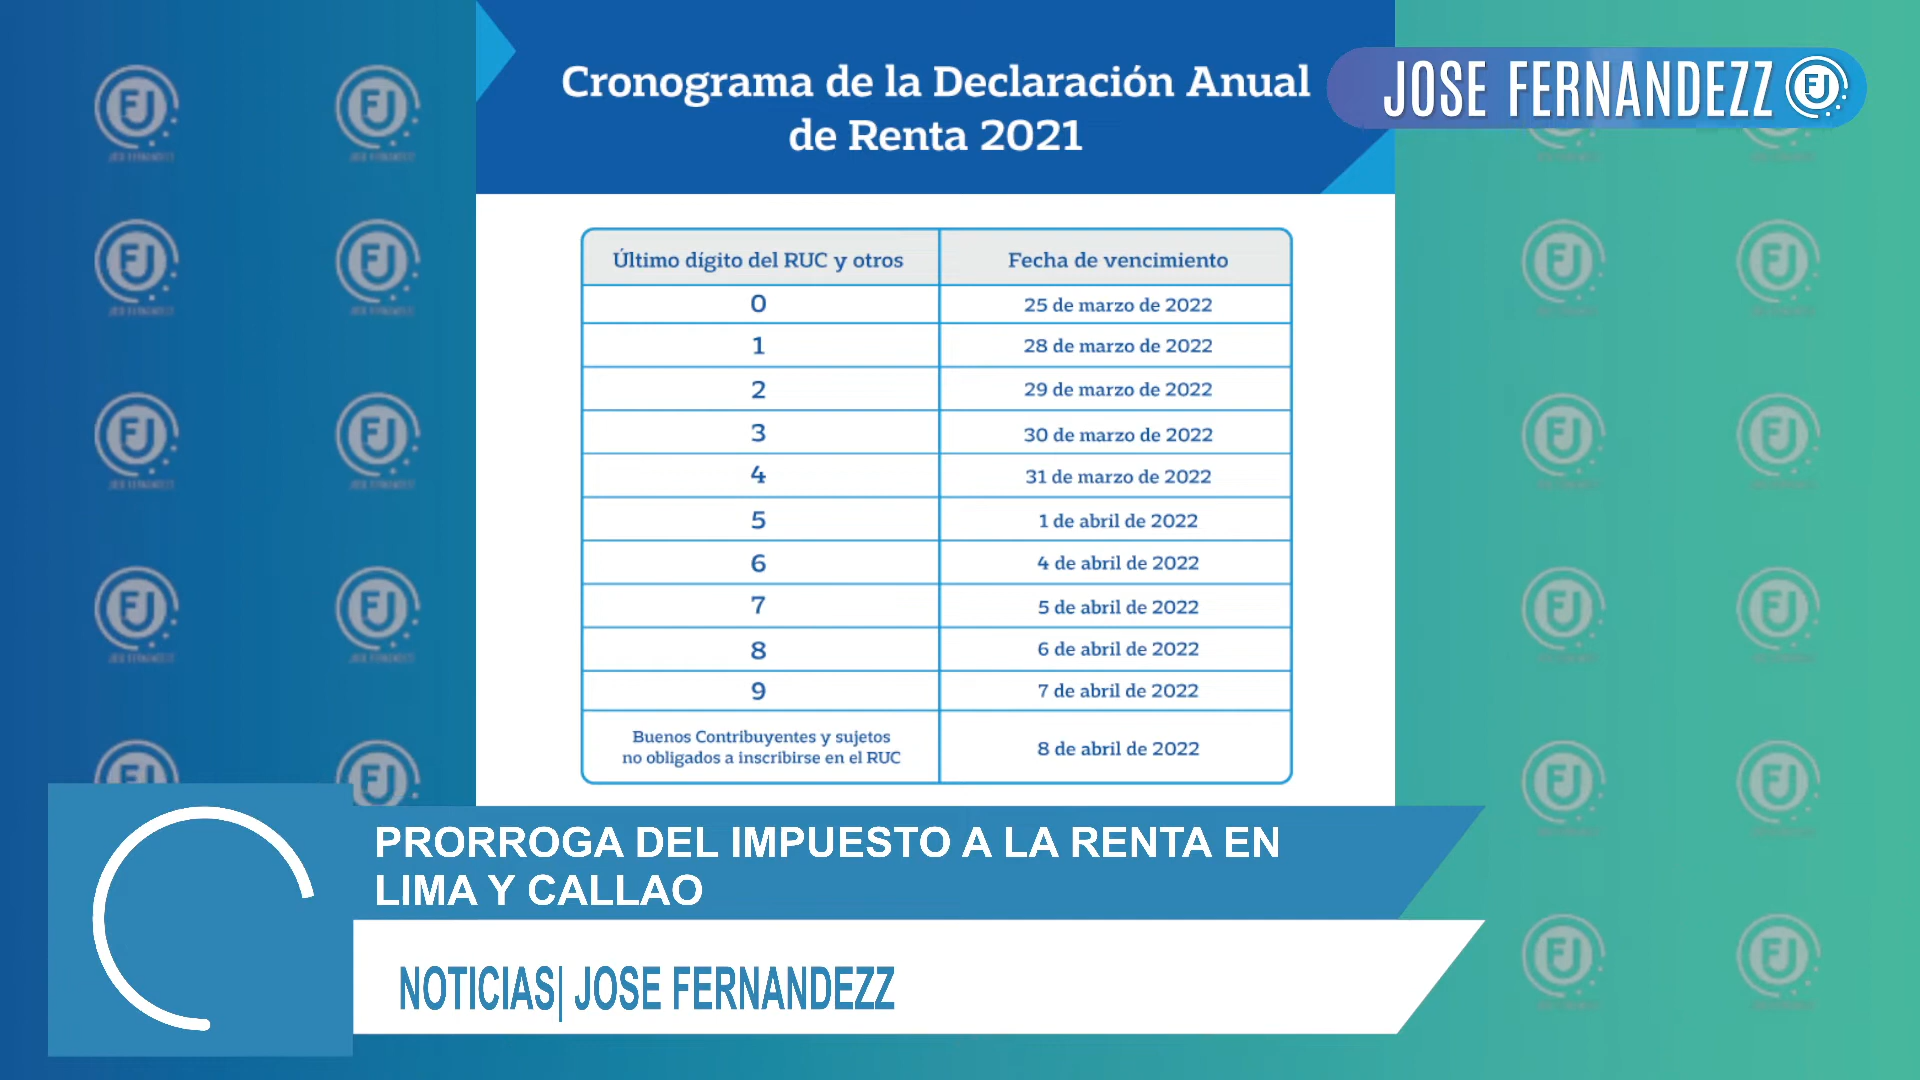 Cronograma de la Declaración Anual
de Renta 2021
JOSE FERNANDEZZ FJ
Último dígito del RUC y otros Fecha de vencimiento
0 25 de marzo de 2022
1 28 de marzo de 2022
2 29 de marzo de 2022
3 30 de marzo de 2022
4 31 de marzo de 2022
5 1 de abril de 2022
6 4 de abril de 2022
7 5 de abril de 2022
8 6 de abril de 2022
9 7 de abril de 2022
Buenos Contribuyentes y sujetos
no obligados a inscribirse en el RUC
8 de abril de 2022
PRORROGA DEL IMPUESTO A LA RENTA EN
LIMA Y CALLAO
NOTICIAS| JOSE FERNANDEZZ